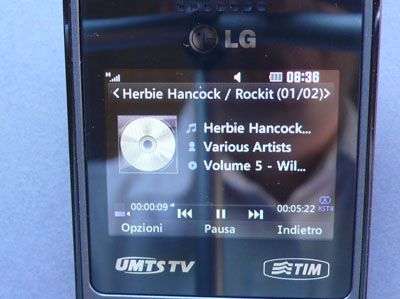 LG
08:36
Herbie Hancock / Rockit (01/02)
Herbie Hancock...
Various Artists
Volume 5 - Wil...
00:00:09
00:05:22
XSTR
Opzioni Pausa Indietro
UMTS TV
TIM